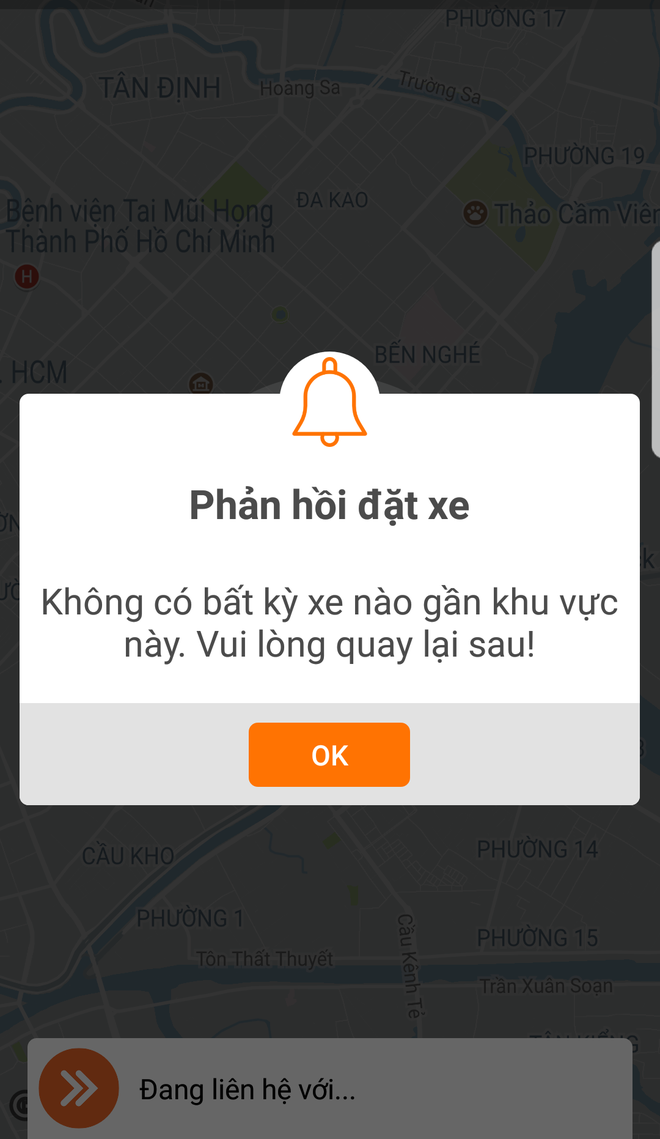 PHƯỜNG 17
TÂN ĐỊNH
Hoàng Sa
Trường Sa
PHƯỜNG 19
ĐA KAO
Bệnh viện Tai Mũi Họng
Thành Phố Hồ Chí Minh
Thảo Cầm Viên
H
BẾN NGHÉ
. HCM
Phản hồi đặt xe
Không có bất kỳ xe nào gần khu vực
này. Vui lòng quay lại sau!
OK
CẦU KHO
PHƯỜNG 14
PHƯỜNG 1
Cầu Kênh Tẻ
PHƯỜNG 15
Tôn Thất Thuyết
Trần Xuân Soạn
Đang liên hệ với...